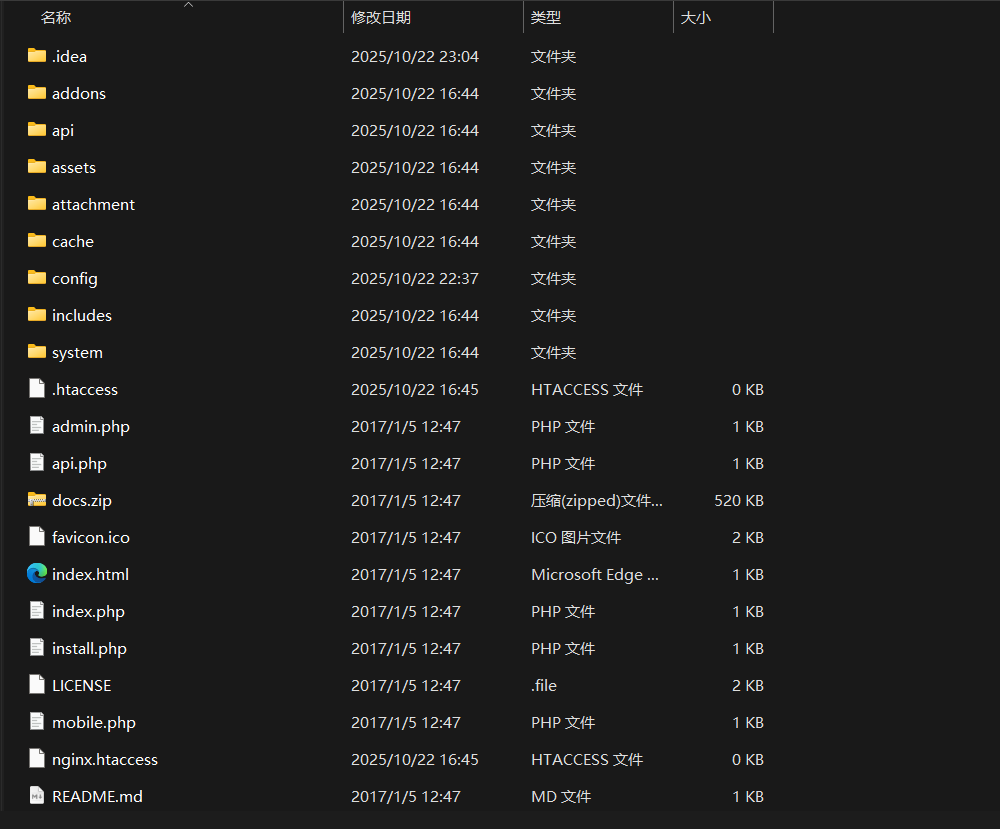 名称 修改日期 类型 大小
.idea 2025/10/22 23:04 文件夹
addons 2025/10/22 16:44 文件夹
api 2025/10/22 16:44 文件夹
assets 2025/10/22 16:44 文件夹
attachment 2025/10/22 16:44 文件夹
cache 2025/10/22 16:44 文件夹
config 2025/10/22 22:37 文件夹
includes 2025/10/22 16:44 文件夹
system 2025/10/22 16:44 文件夹
.htaccess 2025/10/22 16:45 HTACCESS 文件 0 KB
admin.php 2017/1/5 12:47 PHP 文件 1 KB
api.php 2017/1/5 12:47 PHP 文件 1 KB
docs.zip 2017/1/5 12:47 压缩(zipped)文件... 520 KB
favicon.ico 2017/1/5 12:47 ICO 图片文件 2 KB
index.html 2017/1/5 12:47 Microsoft Edge ... 1 KB
index.php 2017/1/5 12:47 PHP 文件 1 KB
install.php 2017/1/5 12:47 PHP 文件 1 KB
LICENSE 2017/1/5 12:47 .file 2 KB
mobile.php 2017/1/5 12:47 PHP 文件 1 KB
nginx.htaccess 2025/10/22 16:45 HTACCESS 文件 0 KB
README.md 2017/1/5 12:47 MD 文件 1 KB